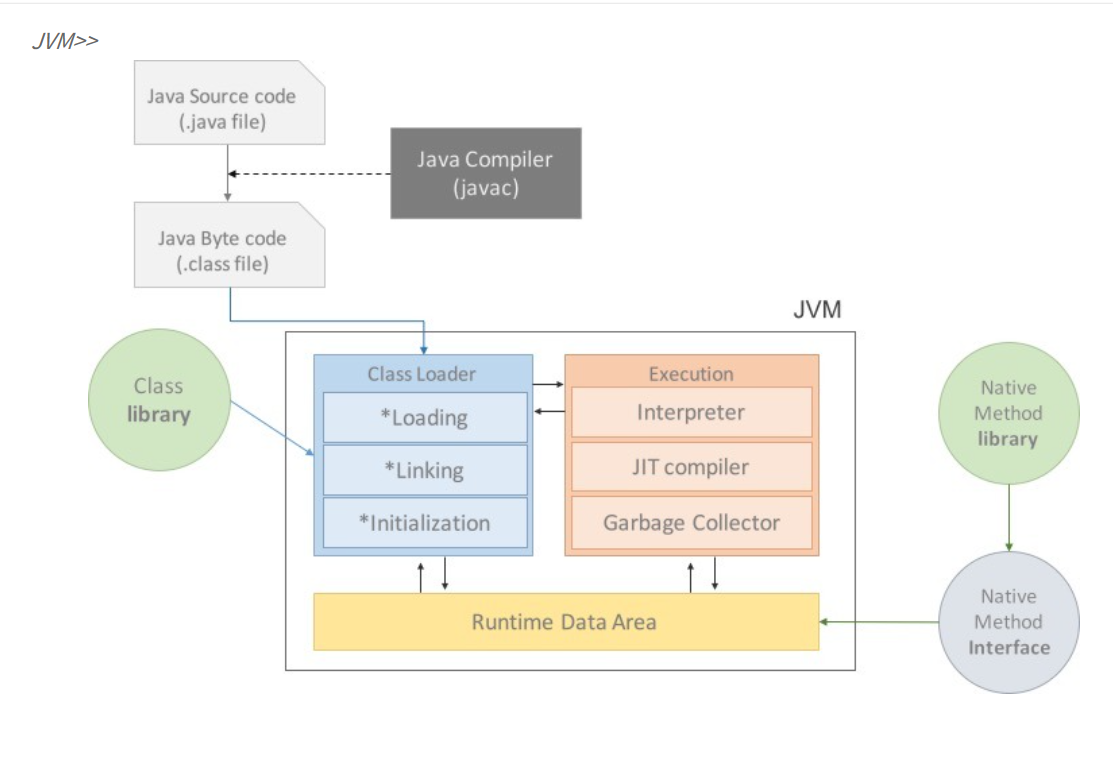 JVM>>
Java Source code
(.java file)
Java Compiler
(javac)
Java Byte code
(.class file)
JVM
Class
library
Class Loader
*Loading
*Linking
*Initialization
Execution
Interpreter
JIT compiler
Garbage Collector
Native
Method
library
Runtime Data Area
Native
Method
Interface